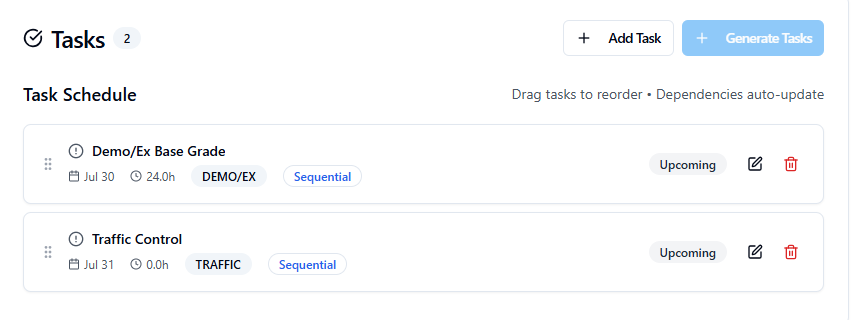 Tasks 2
+ Add Task
+ Generate Tasks
Task Schedule
Drag tasks to reorder • Dependencies auto-update
Demo/Ex Base Grade
Jul 30 24.0h DEMO/EX Sequential
Upcoming
Traffic Control
Jul 31 0.0h TRAFFIC Sequential
Upcoming